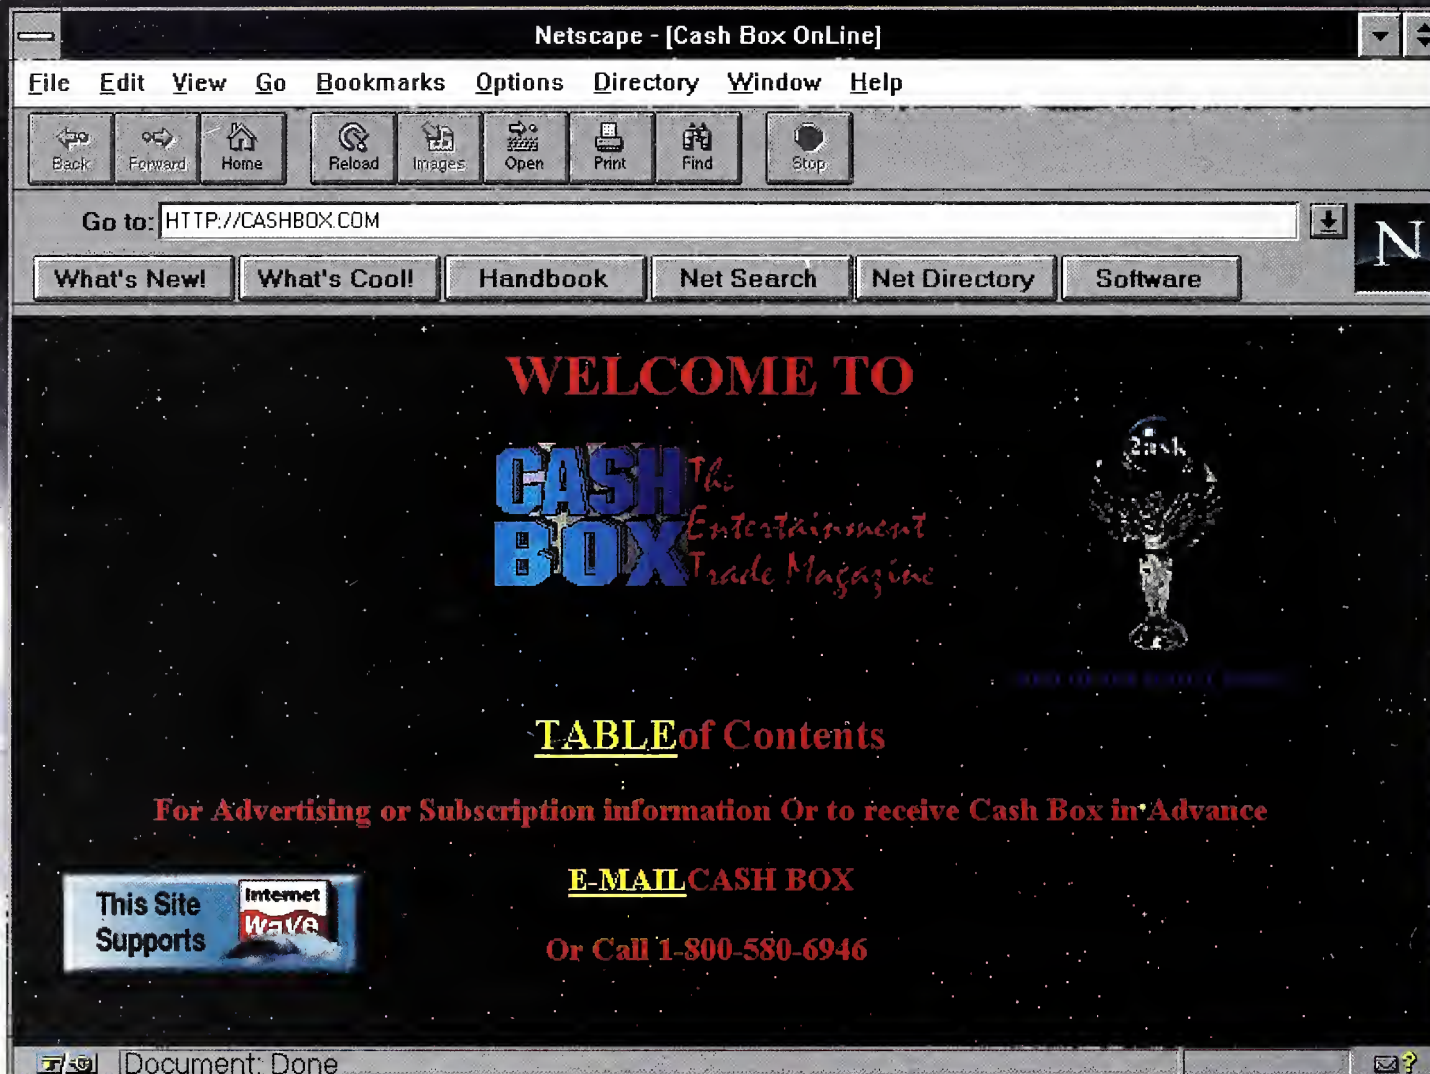 Netscape - [Cash Box OnLine]
File Edit View Go Bookmarks Options Directory Window Help
Back Forward Home Reload Images Open Print Find Stop
Go to: HTTP://CASHBOX.COM
N
What's New! What's Cool! Handbook Net Search Net Directory Software
WELCOME TO
CASH BOX
The
Entertainment
Trade Magazine
Cash
TABLE of Contents
For Advertising or Subscription information Or to receive Cash Box in Advance
E-MAIL CASH BOX
Or Call 1-800-580-6946
This Site
Supports
Internet
Wave
Document: Done